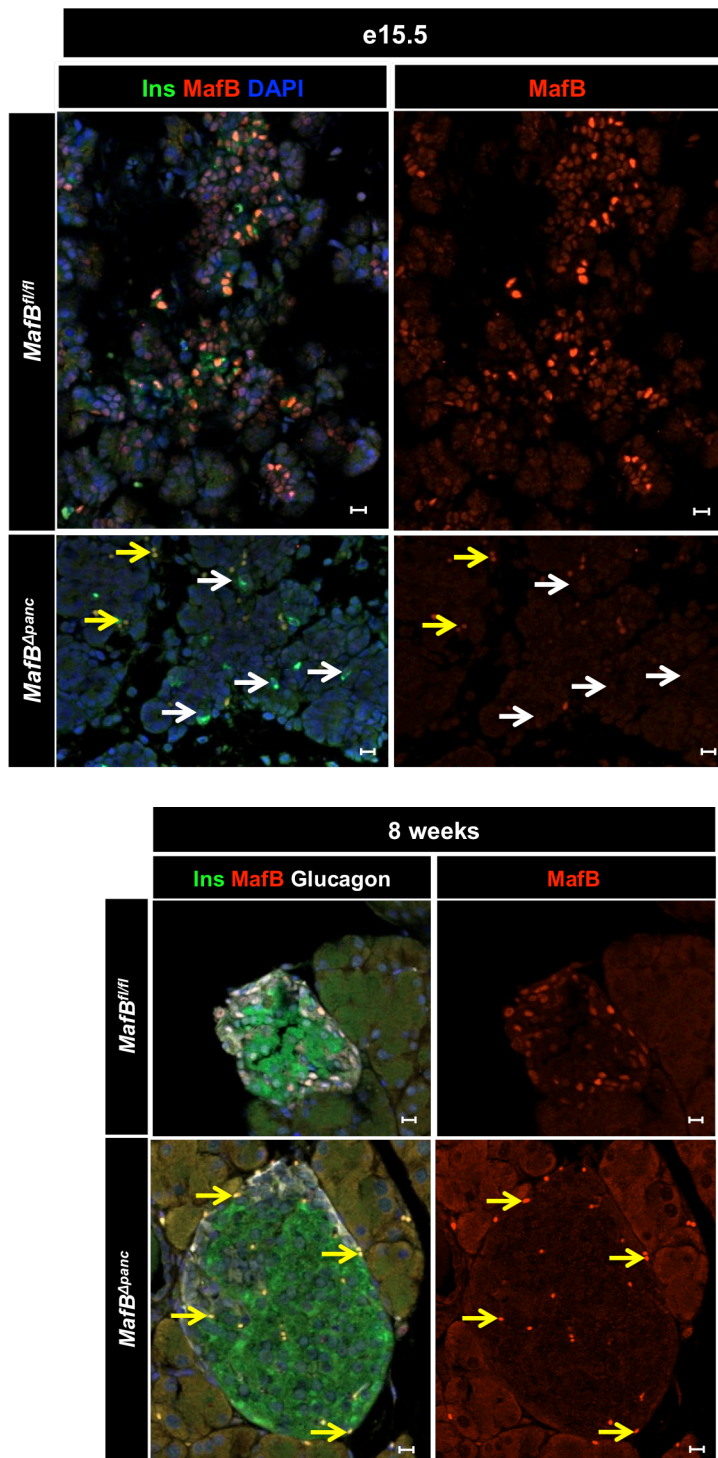 e15.5
Ins MafB DAPI
MafB
MafBfl/fl
MafBΔpanc
8 weeks
Ins MafB Glucagon
MafB
MafBfl/fl
MafBΔpanc